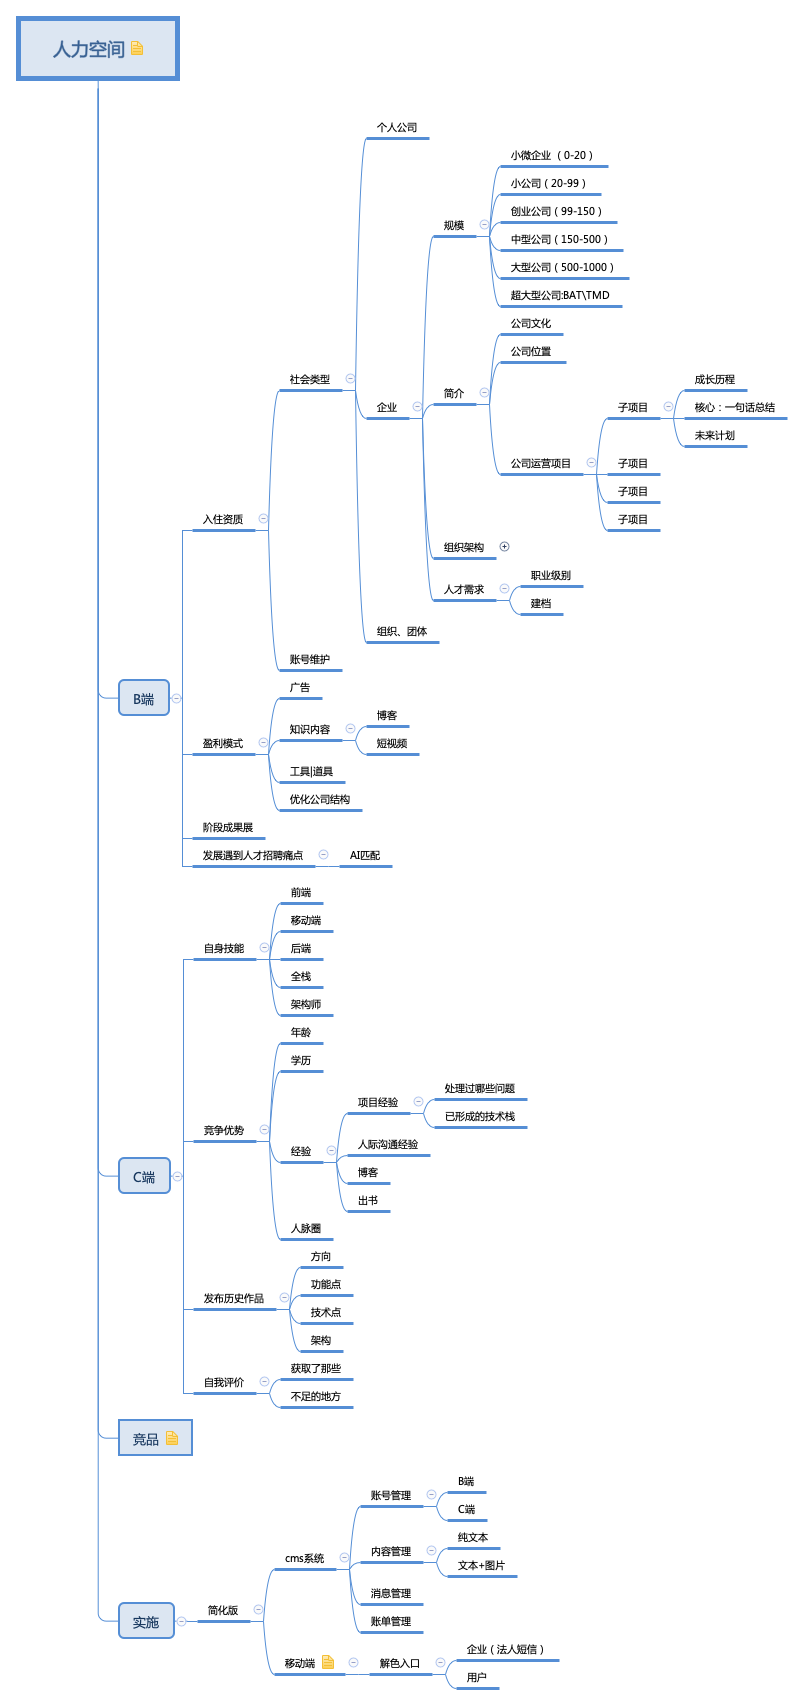 人力空间
个人公司
小微企业 （0-20）
小公司（20-99）
创业公司（99-150）
规模
中型公司（150-500）
大型公司（500-1000）
超大型公司:BAT\TMD
公司文化
公司位置
社会类型
简介
企业
成长历程
子项目
核心：一句话总结
未来计划
公司运营项目
子项目
子项目
子项目
入住资质
组织架构
人才需求
职业级别
建档
组织、团体
账号维护
B端
广告
盈利模式
知识内容
博客
短视频
工具|道具
优化公司结构
阶段成果展
发展遇到人才招聘痛点
AI匹配
前端
移动端
自身技能
后端
全栈
架构师
年龄
学历
竞争优势
项目经验
处理过哪些问题
已形成的技术栈
经验
人际沟通经验
博客
出书
人脉圈
C端
方向
发布历史作品
功能点
技术点
架构
自我评价
获取了那些
不足的地方
竞品
B端
账号管理
C端
cms系统
内容管理
纯文本
文本+图片
消息管理
账单管理
实施
简化版
移动端
解色入口
企业（法人短信）
用户